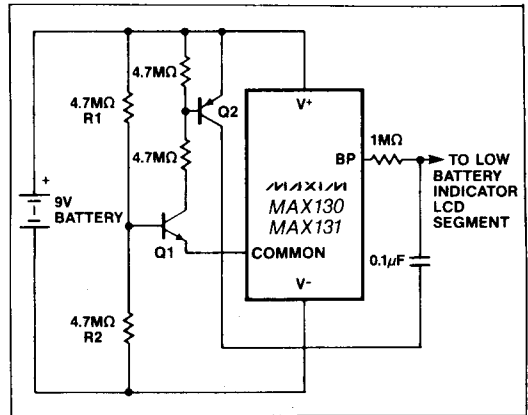 4.7MΩ
4.7MΩ
R1
Q2
V+
1MΩ
BP
TO LOW
BATTERY
INDICATOR
LCD
SEGMENT
4.7MΩ
+
9V
BATTERY
MAXIM
MAX130
MAX131
Q1
COMMON
0.1μF
V-
4.7MΩ
R2